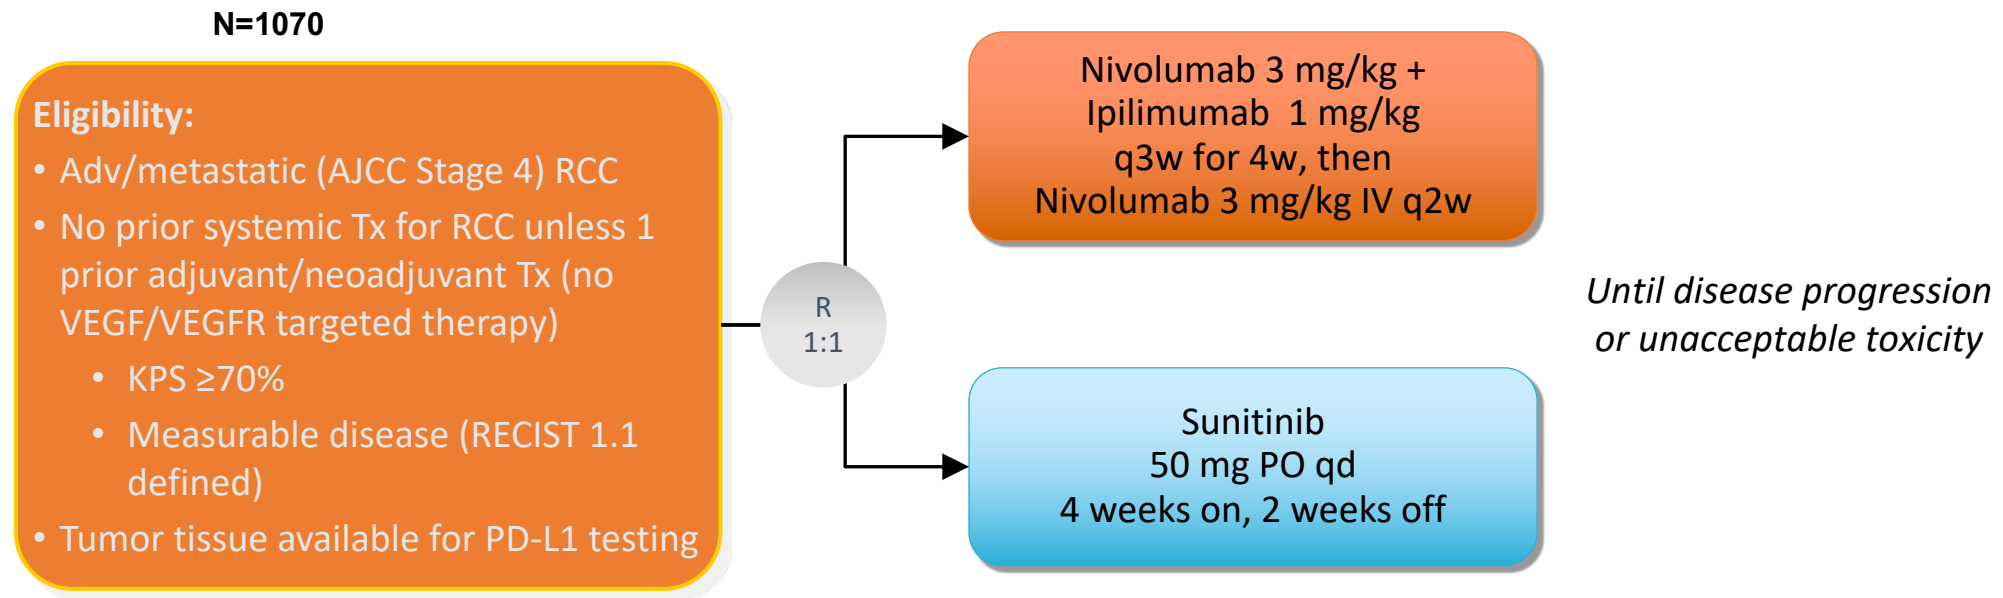 N=1070
Eligibility:
• Adv/metastatic (AJCC Stage 4) RCC
• No prior systemic Tx for RCC unless 1
prior adjuvant/neoadjuvant Tx (no
VEGF/VEGFR targeted therapy)
• KPS ≥70%
• Measurable disease (RECIST 1.1
defined)
• Tumor tissue available for PD-L1 testing
R
1:1
Nivolumab 3 mg/kg +
Ipilimumab 1 mg/kg
q3w for 4w, then
Nivolumab 3 mg/kg IV q2w
Sunitinib
50 mg PO qd
4 weeks on, 2 weeks off
Until disease progression
or unacceptable toxicity